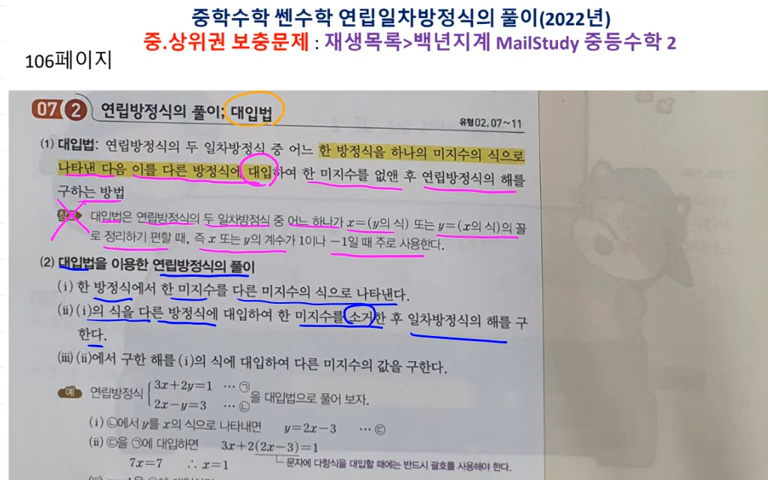 중학수학 쎈수학 연립일차방정식의 풀이(2022년)
중.상위권 보충문제 : 재생목록>백년지계 MailStudy 중등수학 2
106페이지
07 2 연립방정식의 풀이; 대입법
유형02, 07~11
(1) 대입법: 연립방정식의 두 일차방정식 중 어느 한 방정식을 하나의 미지수의 식으로
나타낸 다음 이를 다른 방정식에 대입하여 한 미지수를 없앤 후 연립방정식의 해를
구하는 방법
대입법은 연립방정식의 두 일차방정식 중 어느 하나가 x=(y의 식) 또는 y=(x의 식)의 꼴
로 정리하기 편할 때, 즉 x 또는 y의 계수가 1이나 -1일 때 주로 사용한다.
(2) 대입법을 이용한 연립방정식의 풀이
(i) 한 방정식에서 한 미지수를 다른 미지수의 식으로 나타낸다.
(ii) (i)의 식을 다른 방정식에 대입하여 한 미지수를 소거한 후 일차방정식의 해를 구
한다.
(iii) (ii)에서 구한 해를 (i)의 식에 대입하여 다른 미지수의 값을 구한다.
예 연립방정식 { 3x+2y=1 … ㉠
2x-y=3 … ㉡ 을 대입법으로 풀어 보자.
(i) ㉡에서 y를 x의 식으로 나타내면 y=2x-3 … ㉢
(ii) ㉢을 ㉠에 대입하면 3x+2(2x-3)=1
7x=7 ∴ x=1 문자에 다항식을 대입할 때에는 반드시 괄호를 사용해야 한다.